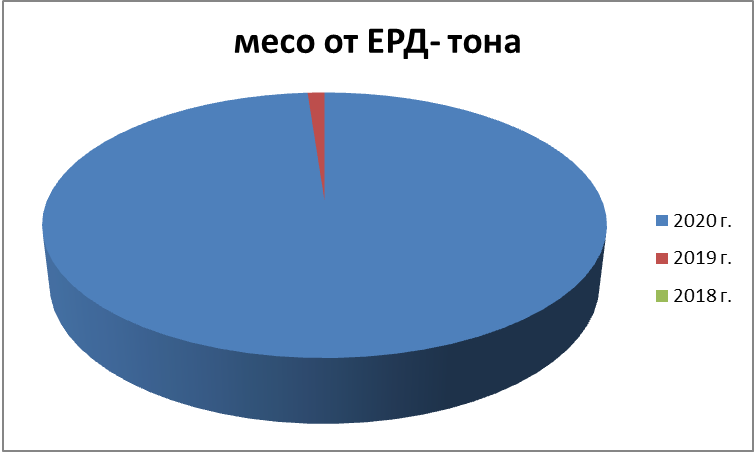 месо от ЕРД- тона
2020 г.
2019 г.
2018 г.